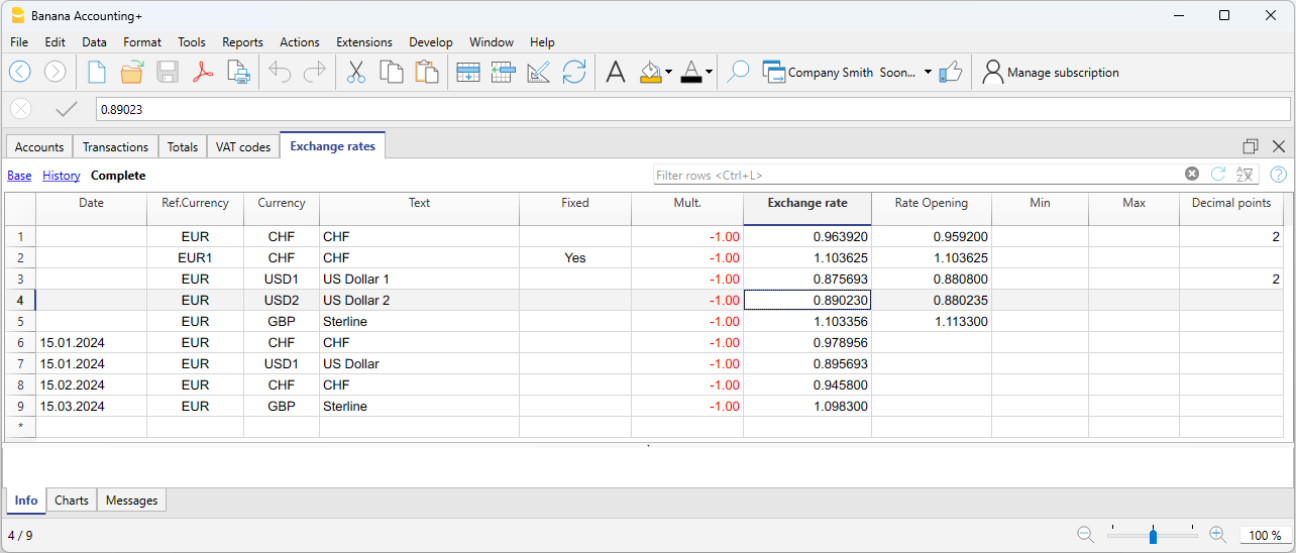 Banana Accounting+
File Edit Data Format Tools Reports Actions Extensions Develop Window Help
Company Smith Soon... Manage subscription
0.89023
Accounts Transactions Totals VAT codes Exchange rates
Base History Complete Filter rows <Ctrl+L>
Date Ref.Currency Currency Text Fixed Mult. Exchange rate Rate Opening Min Max Decimal points
1 EUR CHF CHF -1.00 0.963920 0.959200 2
2 EUR1 CHF CHF Yes -1.00 1.103625 1.103625
3 EUR USD1 US Dollar 1 -1.00 0.875693 0.880800 2
4 EUR USD2 US Dollar 2 -1.00 0.890230 0.880235
5 EUR GBP Sterline -1.00 1.103356 1.113300
6 15.01.2024 EUR CHF CHF -1.00 0.978956
7 15.01.2024 EUR USD1 US Dollar -1.00 0.895693
8 15.02.2024 EUR CHF CHF -1.00 0.945800
9 15.03.2024 EUR GBP Sterline -1.00 1.098300
*
Info Charts Messages
4 / 9 100 %